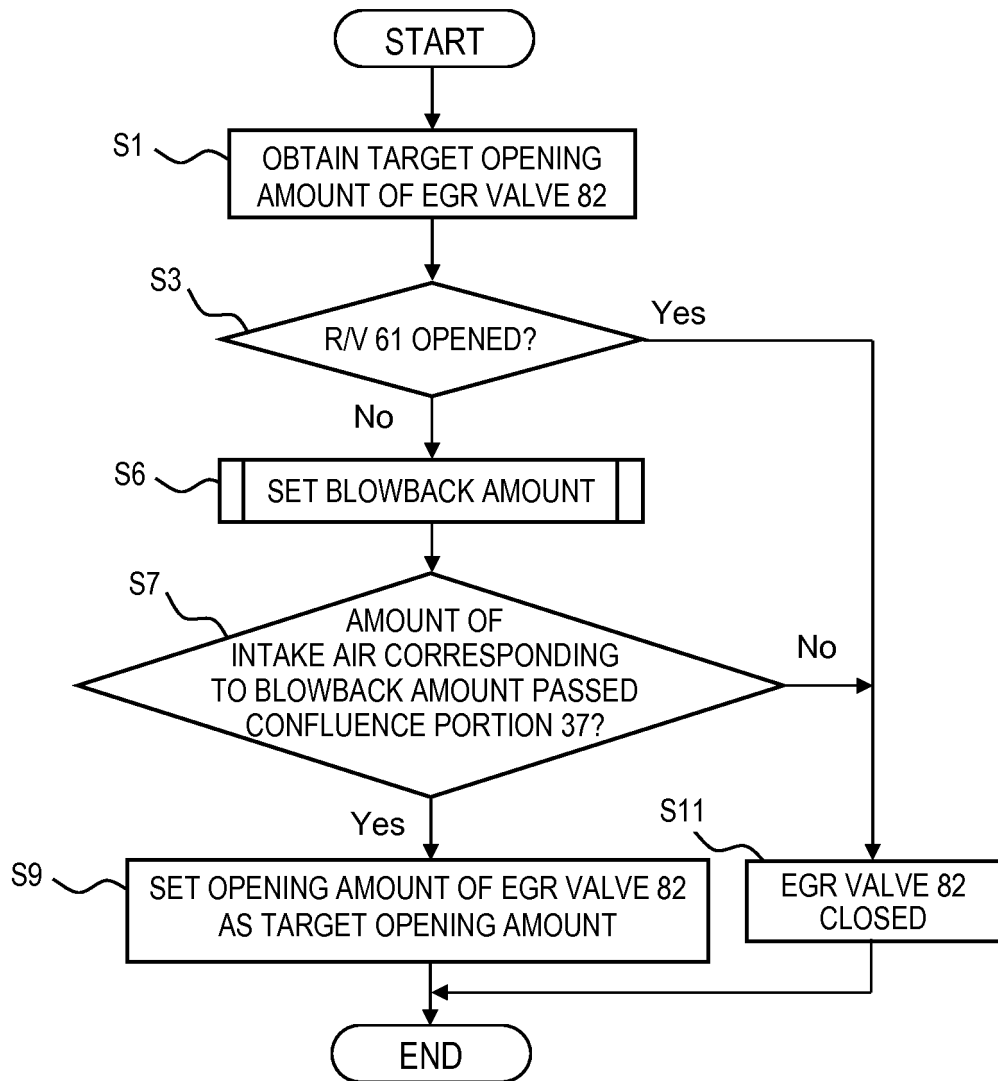 START
S1
OBTAIN TARGET OPENING
AMOUNT OF EGR VALVE 82
S3
R/V 61 OPENED?
Yes
No
S6
SET BLOWBACK AMOUNT
S7
AMOUNT OF
INTAKE AIR CORRESPONDING
TO BLOWBACK AMOUNT PASSED
CONFLUENCE PORTION 37?
No
Yes
S9
SET OPENING AMOUNT OF EGR VALVE 82
AS TARGET OPENING AMOUNT
S11
EGR VALVE 82
CLOSED
END